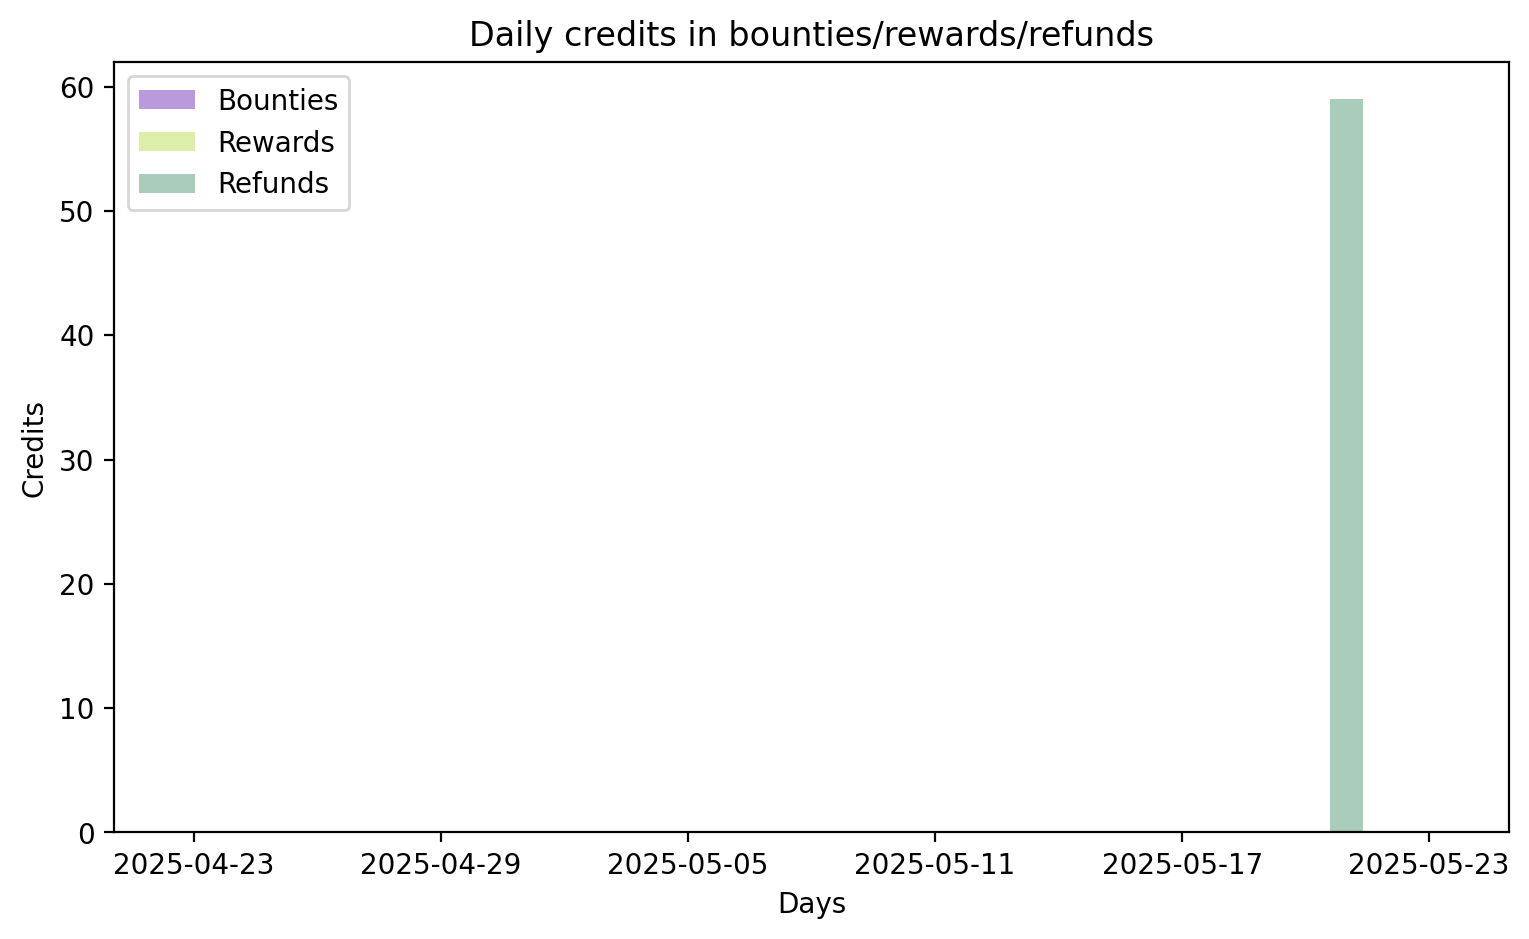 Daily credits in bounties/rewards/refunds
Bounties
Rewards
Refunds
60
50
40
30
20
10
0
Credits
2025-04-23 2025-04-29 2025-05-05 2025-05-11 2025-05-17 2025-05-23
Days